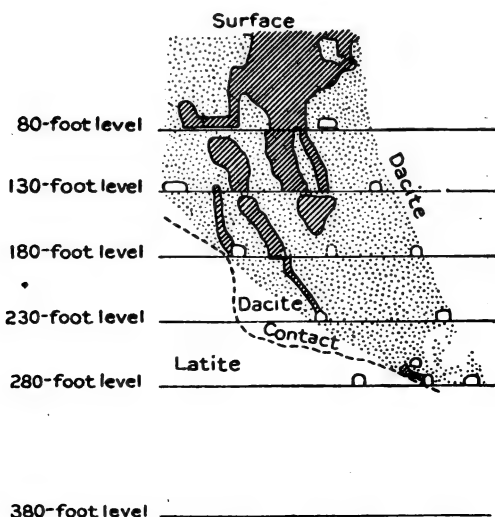 Surface
80-foot level
130-foot level
Dacite
180-foot level
Dacite
230-foot level
Contact
Latite
280-foot level
380-foot level